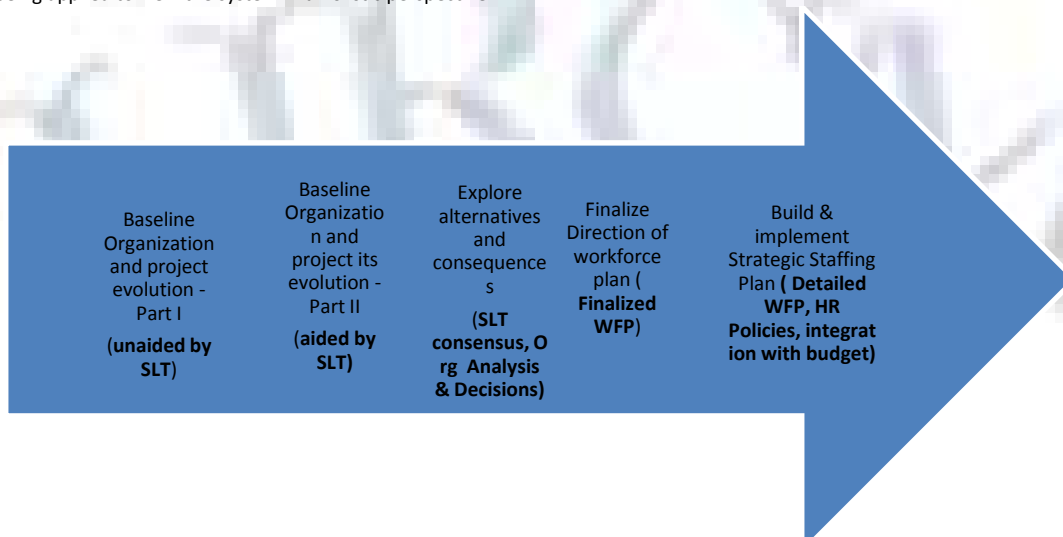 Baseline
Organization
and project
evolution -
Part I
(unaided by
SLT)
Baseline
Organizatio
n and
project its
evolution -
Part II
(aided by
SLT)
Explore
alternatives
and
consequence
s
(SLT
consensus, O
rg Analysis
& Decisions)
Finalize
Direction of
workforce
plan (
Finalized
WFP)
Build &
implement
Strategic Staffing
Plan ( Detailed
WFP, HR
Policies, integrat
ion with budget)